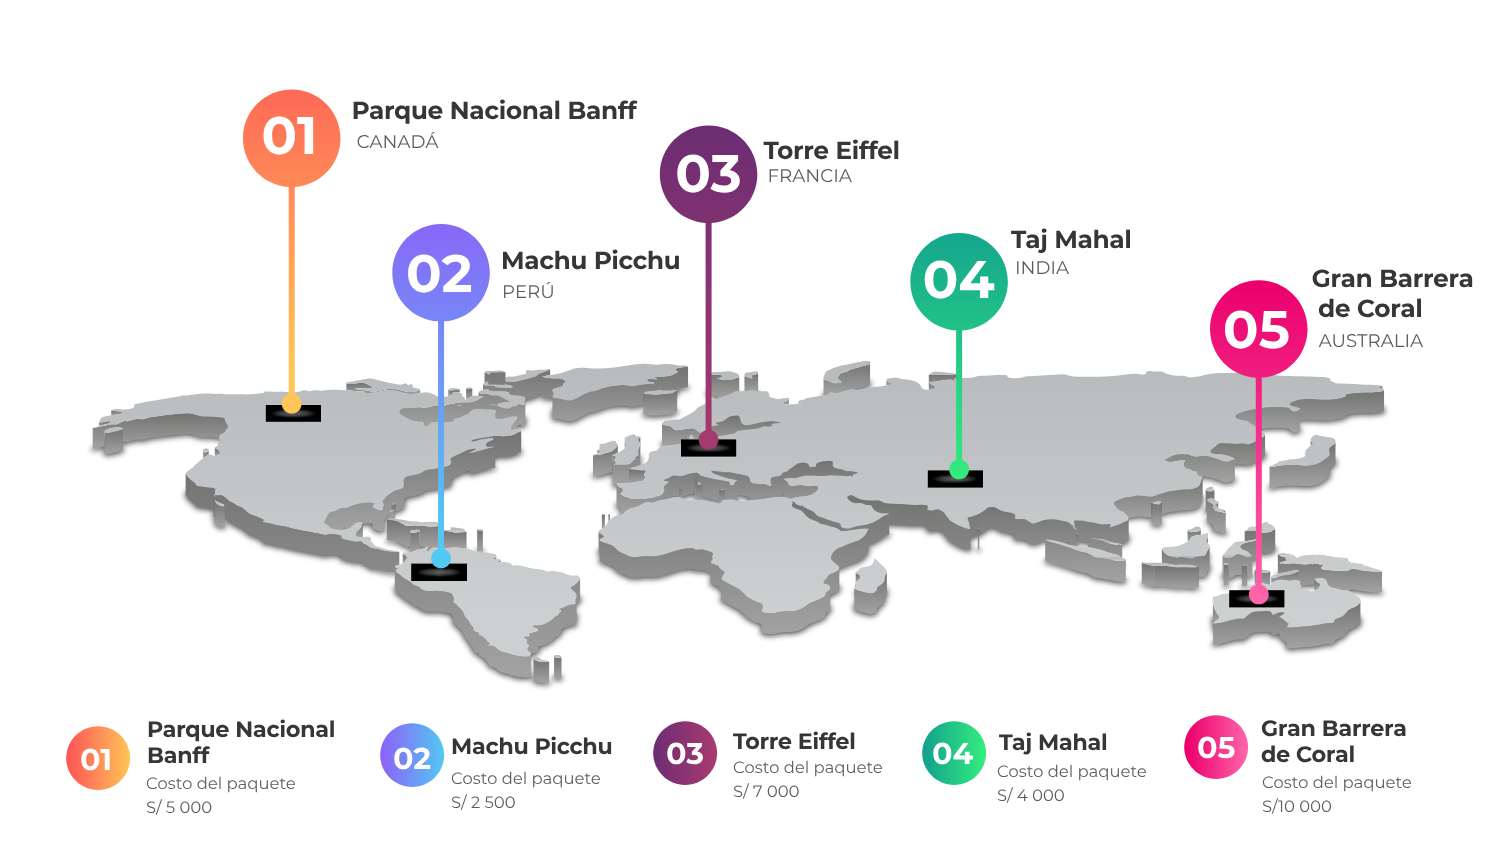 01
Parque Nacional Banff
CANADÁ
02
Machu Picchu
PERÚ
03
Torre Eiffel
FRANCIA
04
Taj Mahal
INDIA
05
Gran Barrera
de Coral
AUSTRALIA
01
Parque Nacional
Banff
Costo del paquete
S/ 5 000
02
Machu Picchu
Costo del paquete
S/ 2 500
03
Torre Eiffel
Costo del paquete
S/ 7 000
04
Taj Mahal
Costo del paquete
S/ 4 000
05
Gran Barrera
de Coral
Costo del paquete
S/10 000